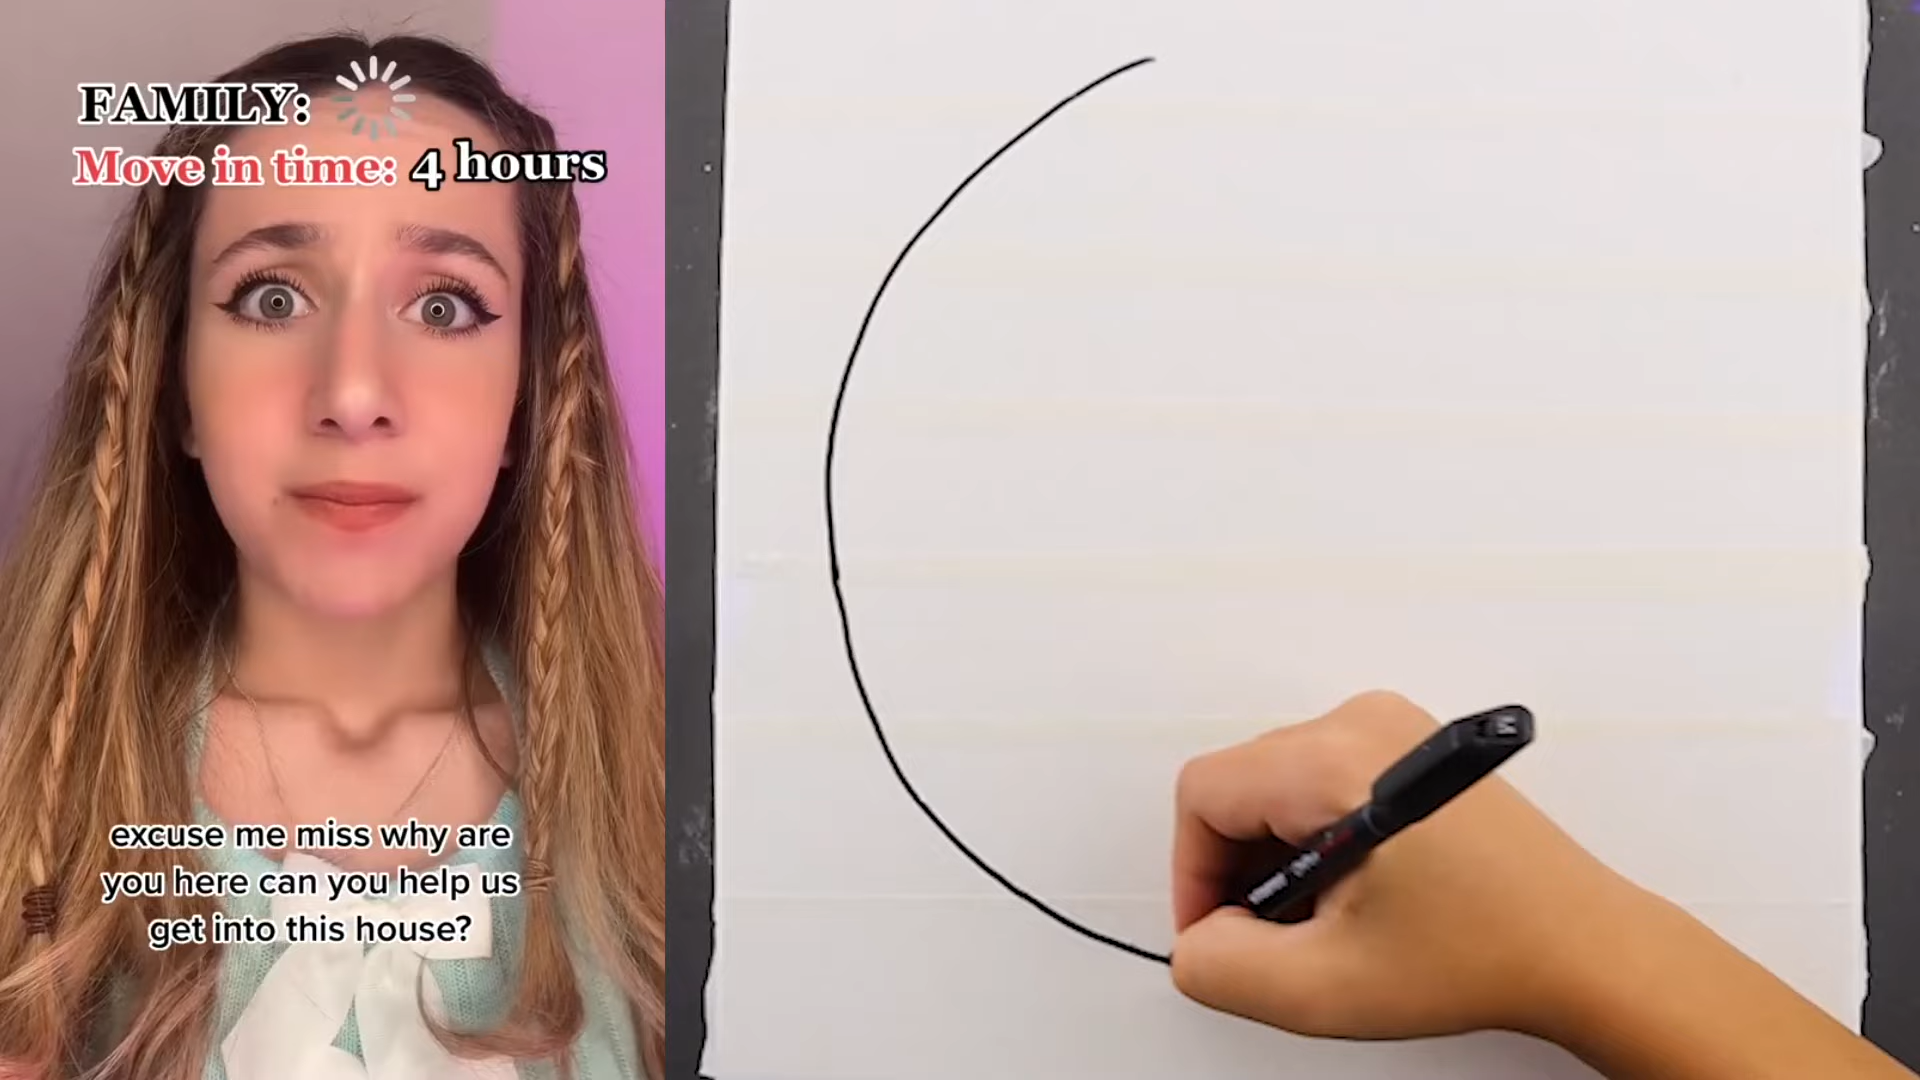 FAMILY:
Move in time: 4 hours
excuse me miss why are
you here can you help us
get into this house?
M